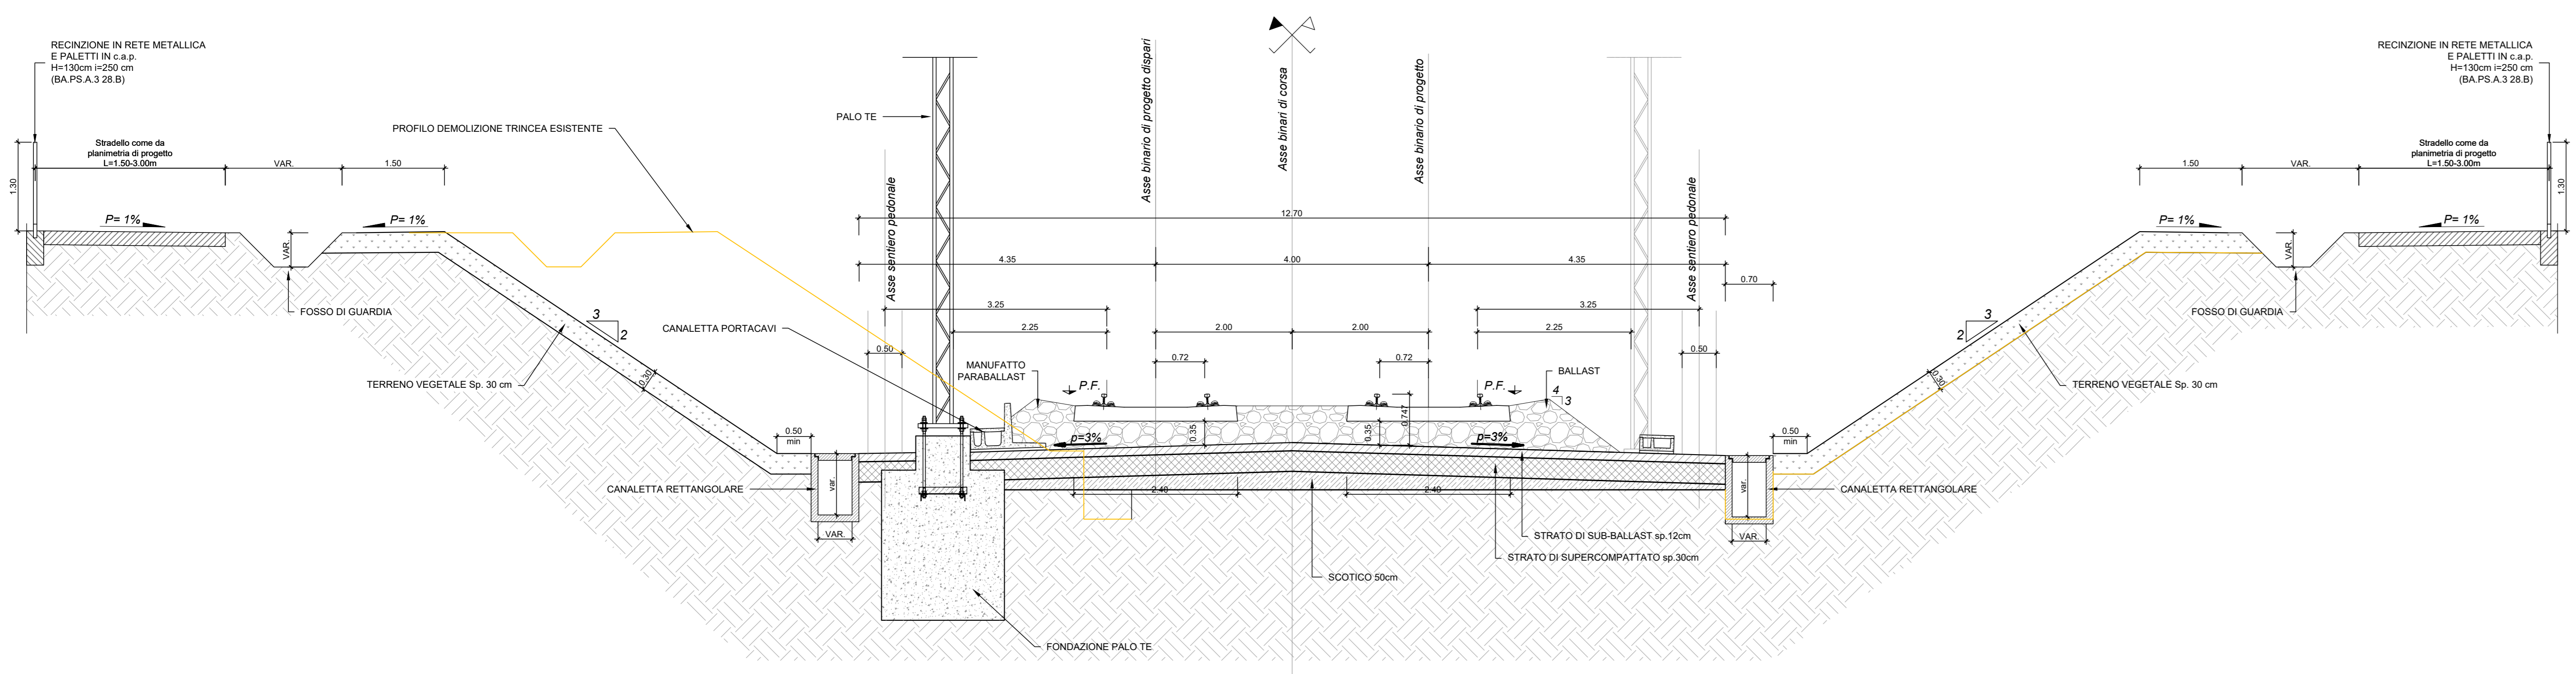 RECINZIONE IN RETE METALLICA
E PALETTI IN c.a.p.
H=130cm i=250 cm
(BA.PS.A.3 28.B)
RECINZIONE IN RETE METALLICA
E PALETTI IN c.a.p.
H=130cm i=250 cm
(BA.PS.A.3 28.B)
Asse binario di progetto dispari
Asse binari di corsa
Asse binario di progetto
PALO TE
PROFILO DEMOLIZIONE TRINCEA ESISTENTE
Stradello come da
planimetria di progetto
L=1.50-3.00m
VAR.
1.50
1.30
1.50
VAR.
Stradello come da
planimetria di progetto
L=1.50-3.00m
1.30
Asse sentiero pedonale
Asse sentiero pedonale
P= 1%
P= 1%
12.70
P= 1%
P= 1%
VAR.
VAR.
4.35
4.00
4.35
0.70
FOSSO DI GUARDIA
3.25
3.25
FOSSO DI GUARDIA
3
2
CANALETTA PORTACAVI
2.25
2.00
2.00
2.25
3
2
0.50
0.72
0.72
0.50
MANUFATTO
PARABALLAST
BALLAST
TERRENO VEGETALE Sp. 30 cm
0.30
P.F.
P.F.
4
3
0.30
TERRENO VEGETALE Sp. 30 cm
0.747
0.35
0.35
0.50
min
p=3%
p=3%
0.50
min
CANALETTA RETTANGOLARE
var.
2.40
2.40
var.
CANALETTA RETTANGOLARE
VAR.
VAR.
STRATO DI SUB-BALLAST sp.12cm
STRATO DI SUPERCOMPATTATO sp.30cm
SCOTICO 50cm
FONDAZIONE PALO TE